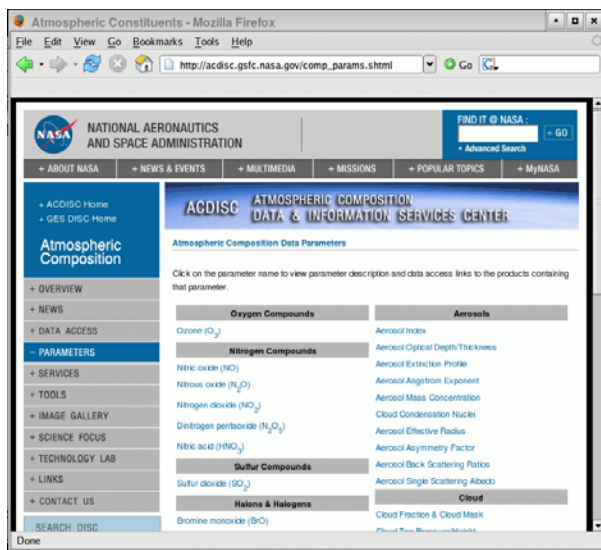 Atmospheric Constituents - Mozilla Firefox
File Edit View Go Bookmarks Tools Help
http://acdisc.gsfc.nasa.gov/comp_params.shtml Go G
NASA
NATIONAL AERONAUTICS
AND SPACE ADMINISTRATION
FIND IT @ NASA :
+ GO
+ Advanced Search
+ ABOUT NASA + NEWS & EVENTS + MULTIMEDIA + MISSIONS + POPULAR TOPICS + MyNASA
+ ACDISC Home
+ GES DISC Home
Atmospheric
Composition
+ OVERVIEW
+ NEWS
+ DATA ACCESS
– PARAMETERS
+ SERVICES
+ TOOLS
+ IMAGE GALLERY
+ SCIENCE FOCUS
+ TECHNOLOGY LAB
+ LINKS
+ CONTACT US
SEARCH DISC
ACDISC ATMOSPHERIC COMPOSITION
DATA & INFORMATION SERVICES CENTER
Atmospheric Composition Data Parameters
Click on the parameter name to view parameter description and data access links to the products containing
that parameter.
Oxygen Compounds
Ozone (O3)
Nitrogen Compounds
Nitric oxide (NO)
Nitrous oxide (N2O)
Nitrogen dioxide (NO2)
Dinitrogen pentaoxide (N2O5)
Nitric acid (HNO3)
Sulfur Compounds
Sulfur dioxide (SO2)
Halons & Halogens
Bromine monoxide (BrO)
Aerosols
Aerosol Index
Aerosol Optical Depth/Thickness
Aerosol Extinction Profile
Aerosol Angstrom Exponent
Aerosol Mass Concentration
Cloud Condensation Nuclei
Aerosol Effective Radius
Aerosol Asymmetry Factor
Aerosol Back Scattering Ratios
Aerosol Single Scattering Albedo
Cloud
Cloud Fraction & Cloud Mask
Cloud Top Pressure/Height
Done